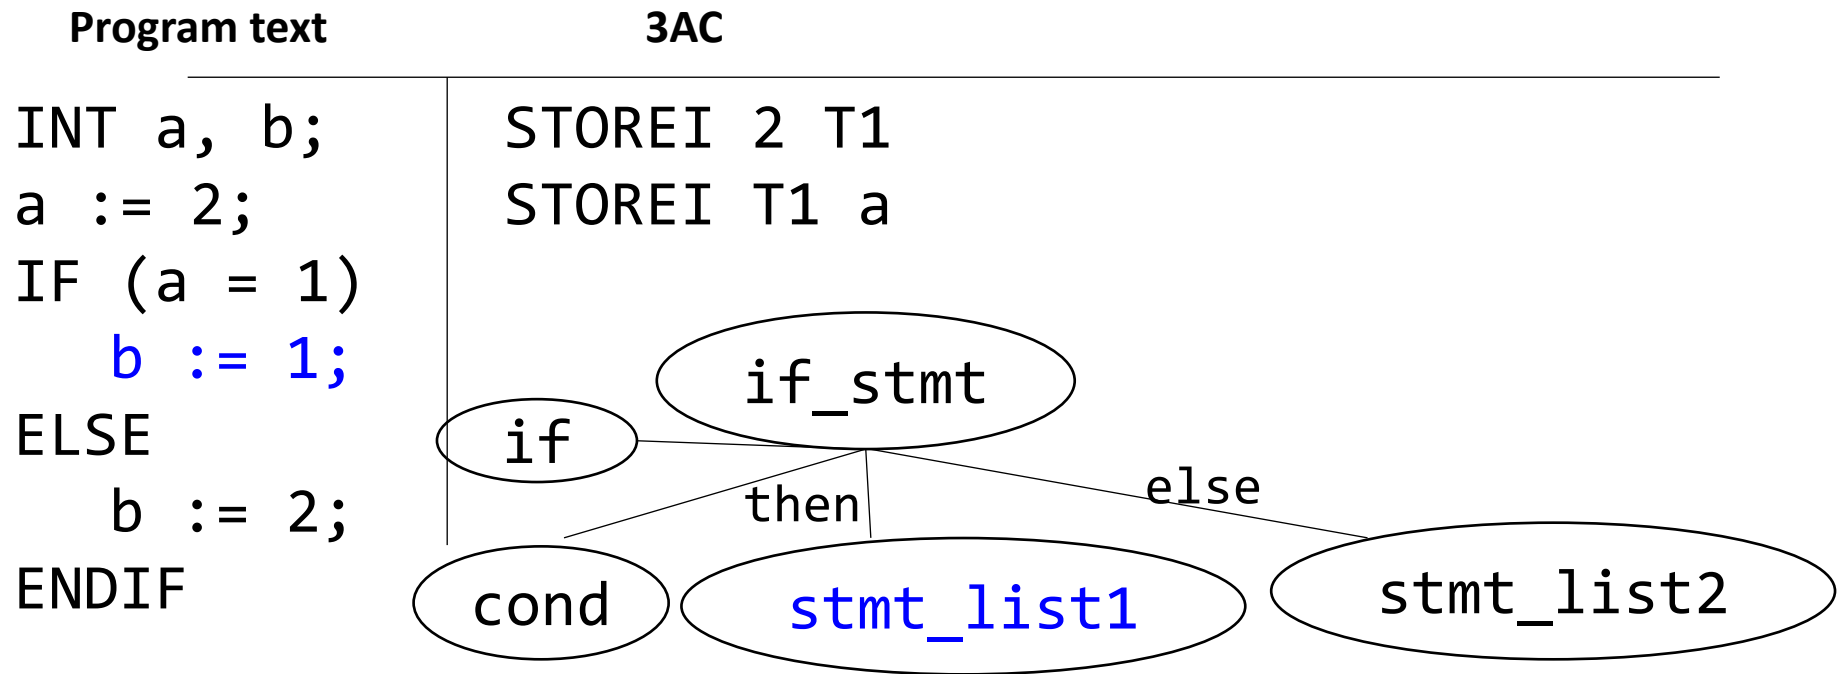 Program text 3AC
INT a, b; STOREI 2 T1
a := 2; STOREI T1 a
IF (a = 1)
b := 1;
if_stmt
ELSE
if
then
else
b := 2;
ENDIF
cond
stmt_list1
stmt_list2